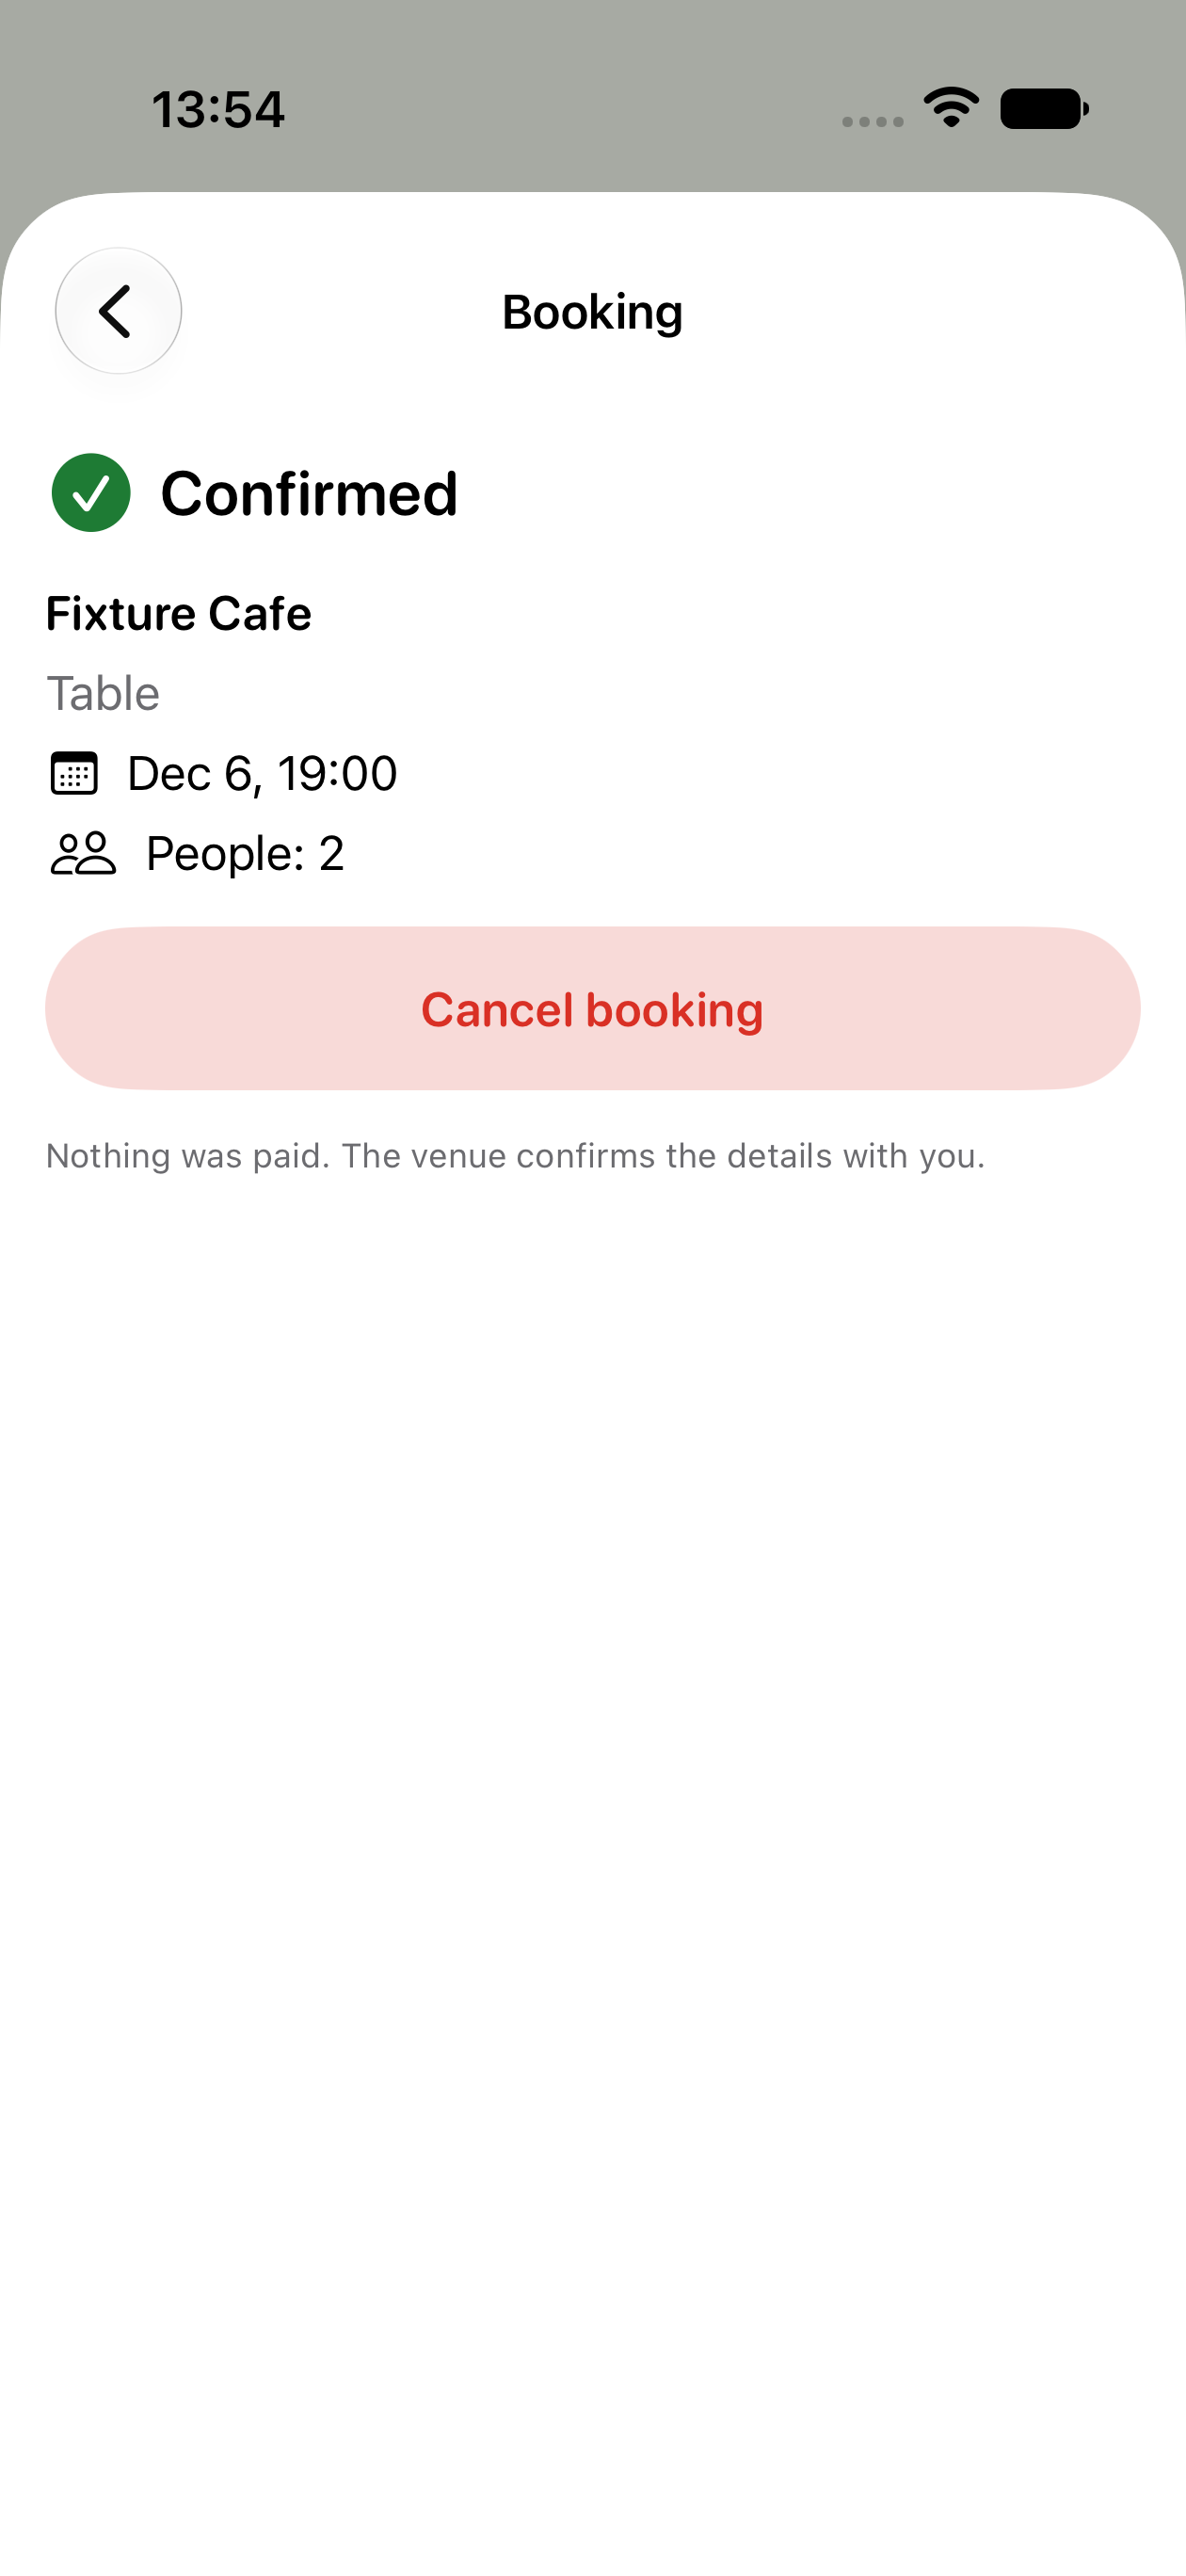 13:54
Booking
Confirmed
Fixture Cafe
Table
Dec 6, 19:00
People: 2
Cancel booking
Nothing was paid. The venue confirms the details with you.